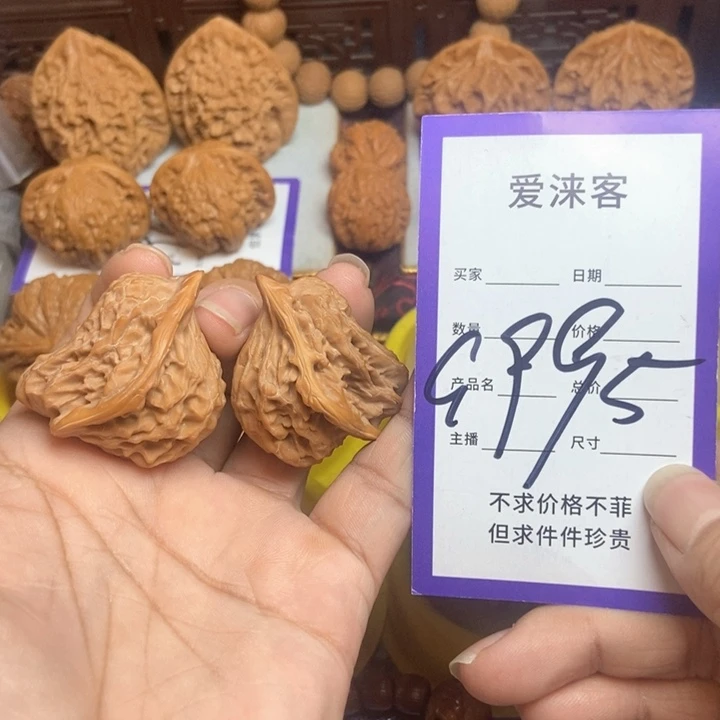 爱涞客
买家 日期
数量 价格
产品名 总价
主播 尺寸
不求价格不菲
但求件件珍贵